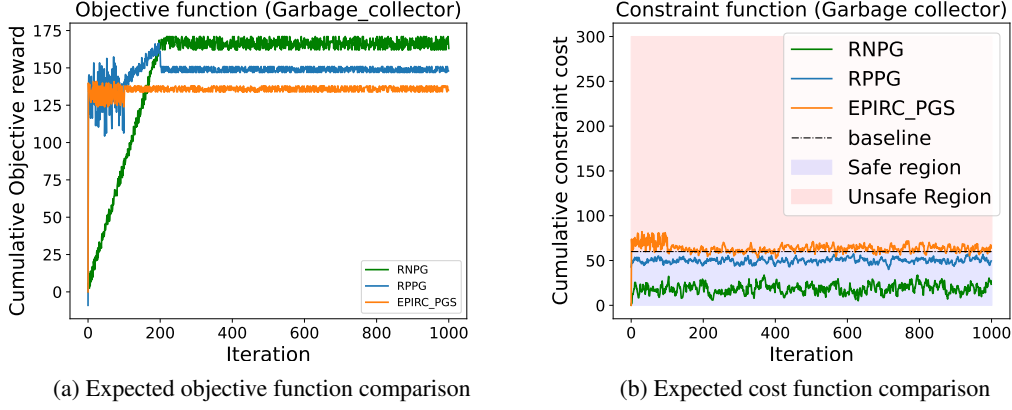 Objective function (Garbage_collector)
175
150
125
100
75
50
25
0
Cumulative Objective reward
0
200
400
600
800
1000
Iteration
RNPG
RPPG
EPIRC_PGS
(a) Expected objective function comparison
Constraint function (Garbage collector)
300
250
200
150
100
50
0
Cumulative constraint cost
0
200
400
600
800
1000
Iteration
RNPG
RPPG
EPIRC_PGS
baseline
Safe region
Unsafe Region
(b) Expected cost function comparison